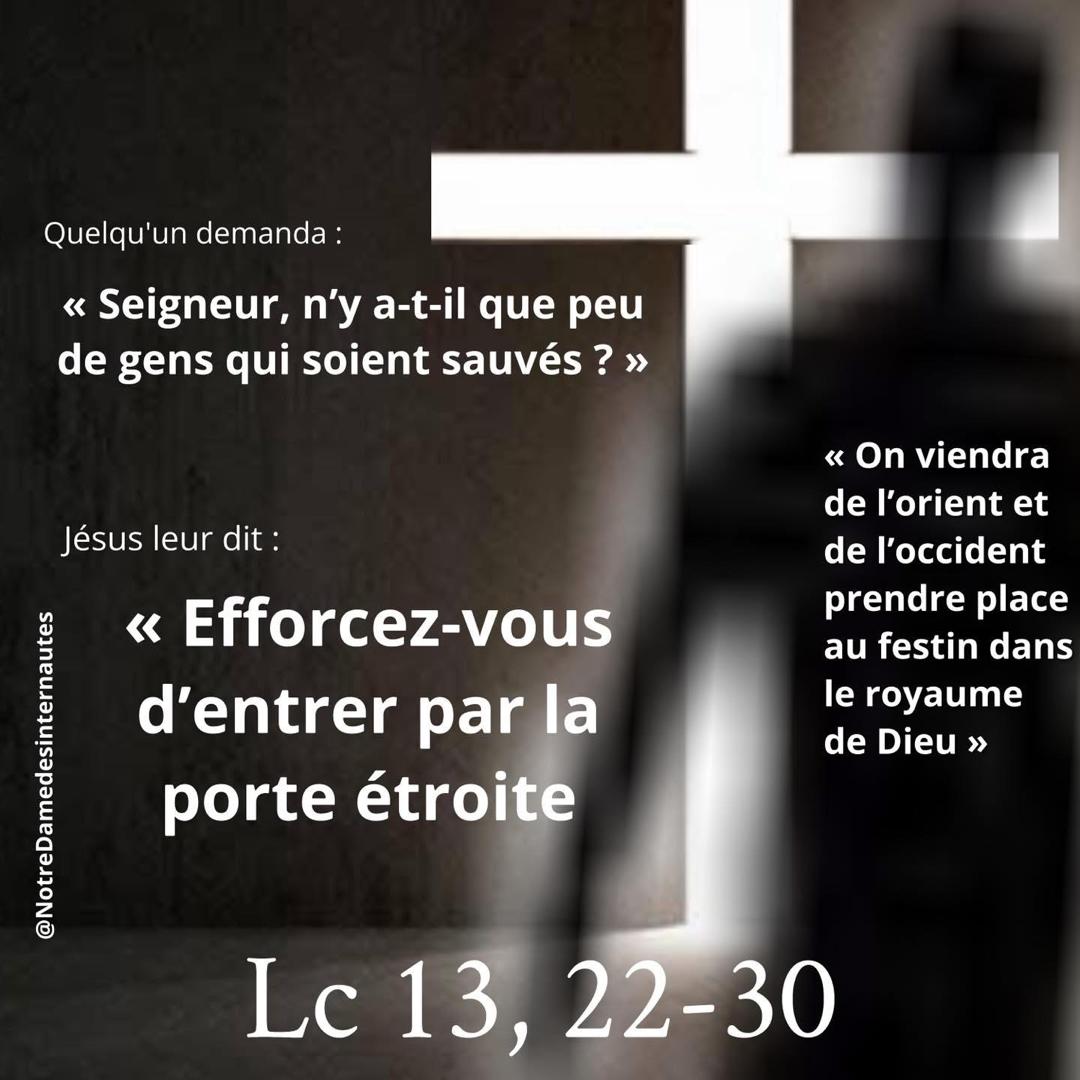 Quelqu'un demanda :
« Seigneur, n’y a-t-il que peu
de gens qui soient sauvés ? »
Jésus leur dit :
« Efforcez-vous
d’entrer par la
porte étroite
« On viendra
de l’orient et
de l’occident
prendre place
au festin dans
le royaume
de Dieu »
@NotreDamedesinternautes
Lc 13, 22-30